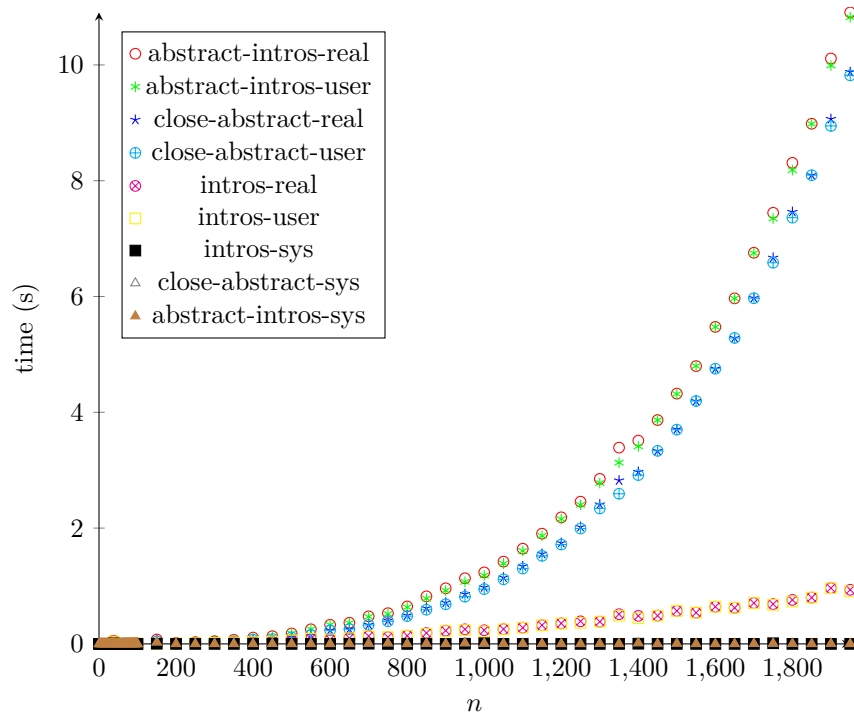 10
8
6
4
2
0
time (s)
abstract-intros-real
abstract-intros-user
close-abstract-real
close-abstract-user
intros-real
intros-user
intros-sys
close-abstract-sys
abstract-intros-sys
0 200 400 600 800 1,000 1,200 1,400 1,600 1,800
n